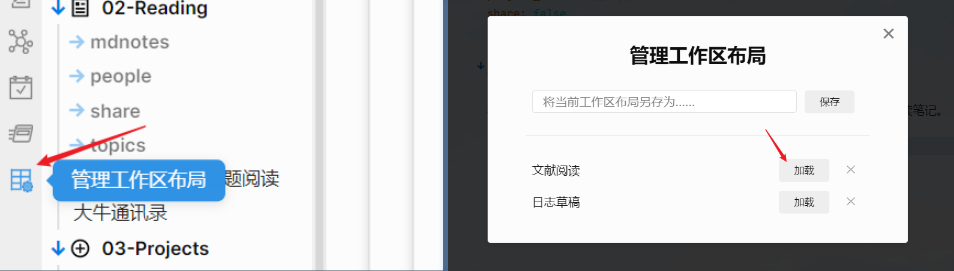 02-Reading
mdnotes
people
share
topics
管理工作区布局
题阅读
大牛通讯录
03-Projects
share: false
管理工作区布局
将当前工作区布局另存为......
保存
读笔记。
文献阅读
加载
日志草稿
加载